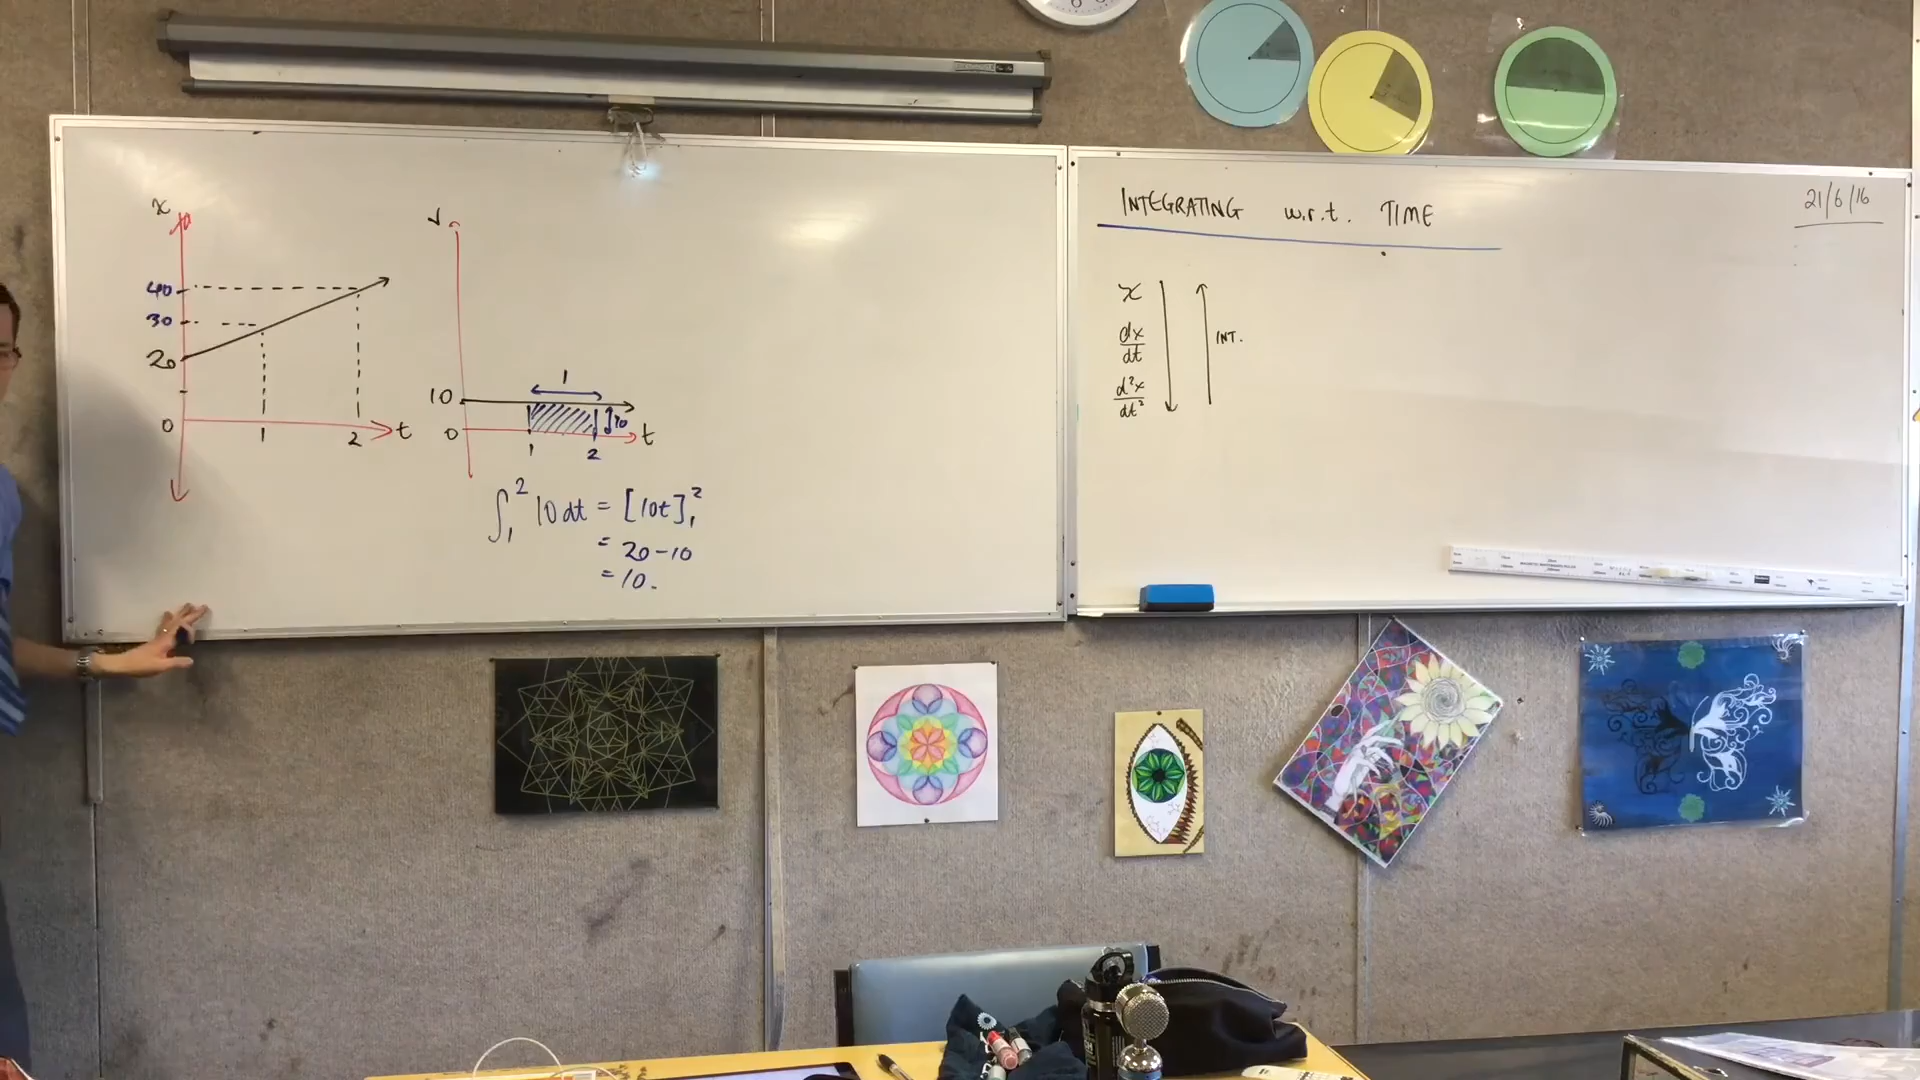 x
40
30
20
0
1
2
t
v
10
0
1
10
1
2
t
∫₁² 10 dt = [10t]₁²
= 20-10
= 10.
INTEGRATING w.r.t. TIME
21/6/16
x
dx/dt
d²x/dt²
INT.